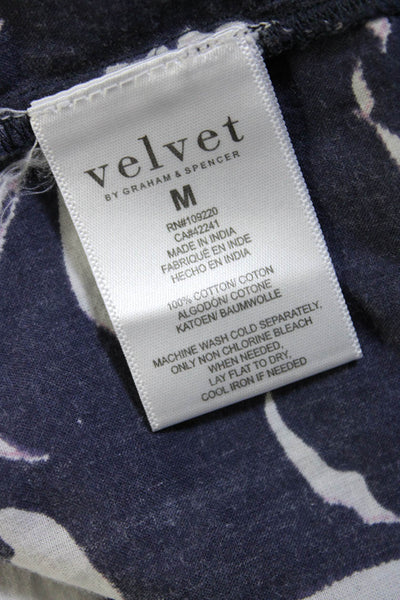 velvet
BY GRAHAM & SPENCER
M
RN#109220
CA#42241
MADE IN INDIA
FABRIQUÉ EN INDE
HECHO EN INDIA
100% COTTON/ COTON
ALGODÓN/ COTONE
KATOEN/ BAUMWOLLE
MACHINE WASH COLD SEPARATELY.
ONLY NON CHLORINE BLEACH
WHEN NEEDED,
LAY FLAT TO DRY,
COOL IRON IF NEEDED